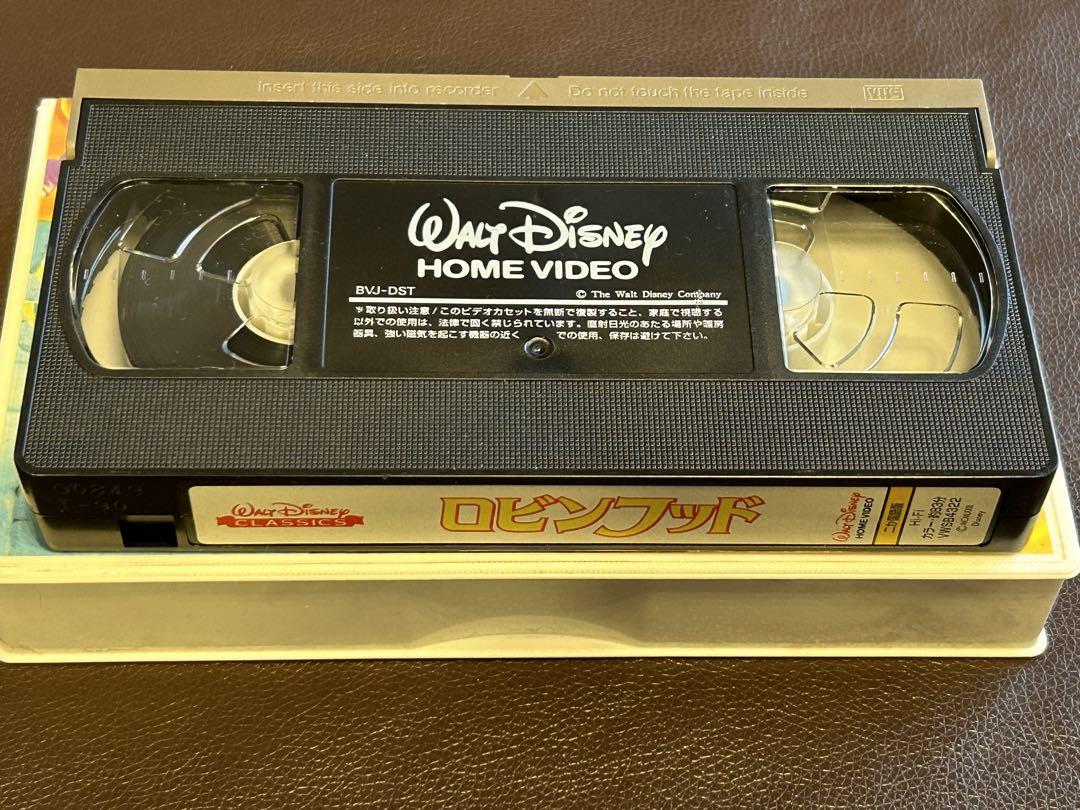 Insert this side into recorder Do not touch the tape inside VHS
WALT DISNEY
HOME VIDEO
BVJ-DST © The Walt Disney Company
※取り扱い注意/このビデオカセットを無断で複製すること、家庭で視聴する
以外での使用は、法律で固く禁じられています。直射日光のあたる場所や暖房
器具、強い磁気を起こす機器の近く での使用、保存は避けて下さい。
WALT DISNEY
CLASSICS
ロビンフッド
WALT DISNEY
HOME VIDEO
二カ国語版
Hi-Fi
カラー・約83分
VWSB4322
Disney